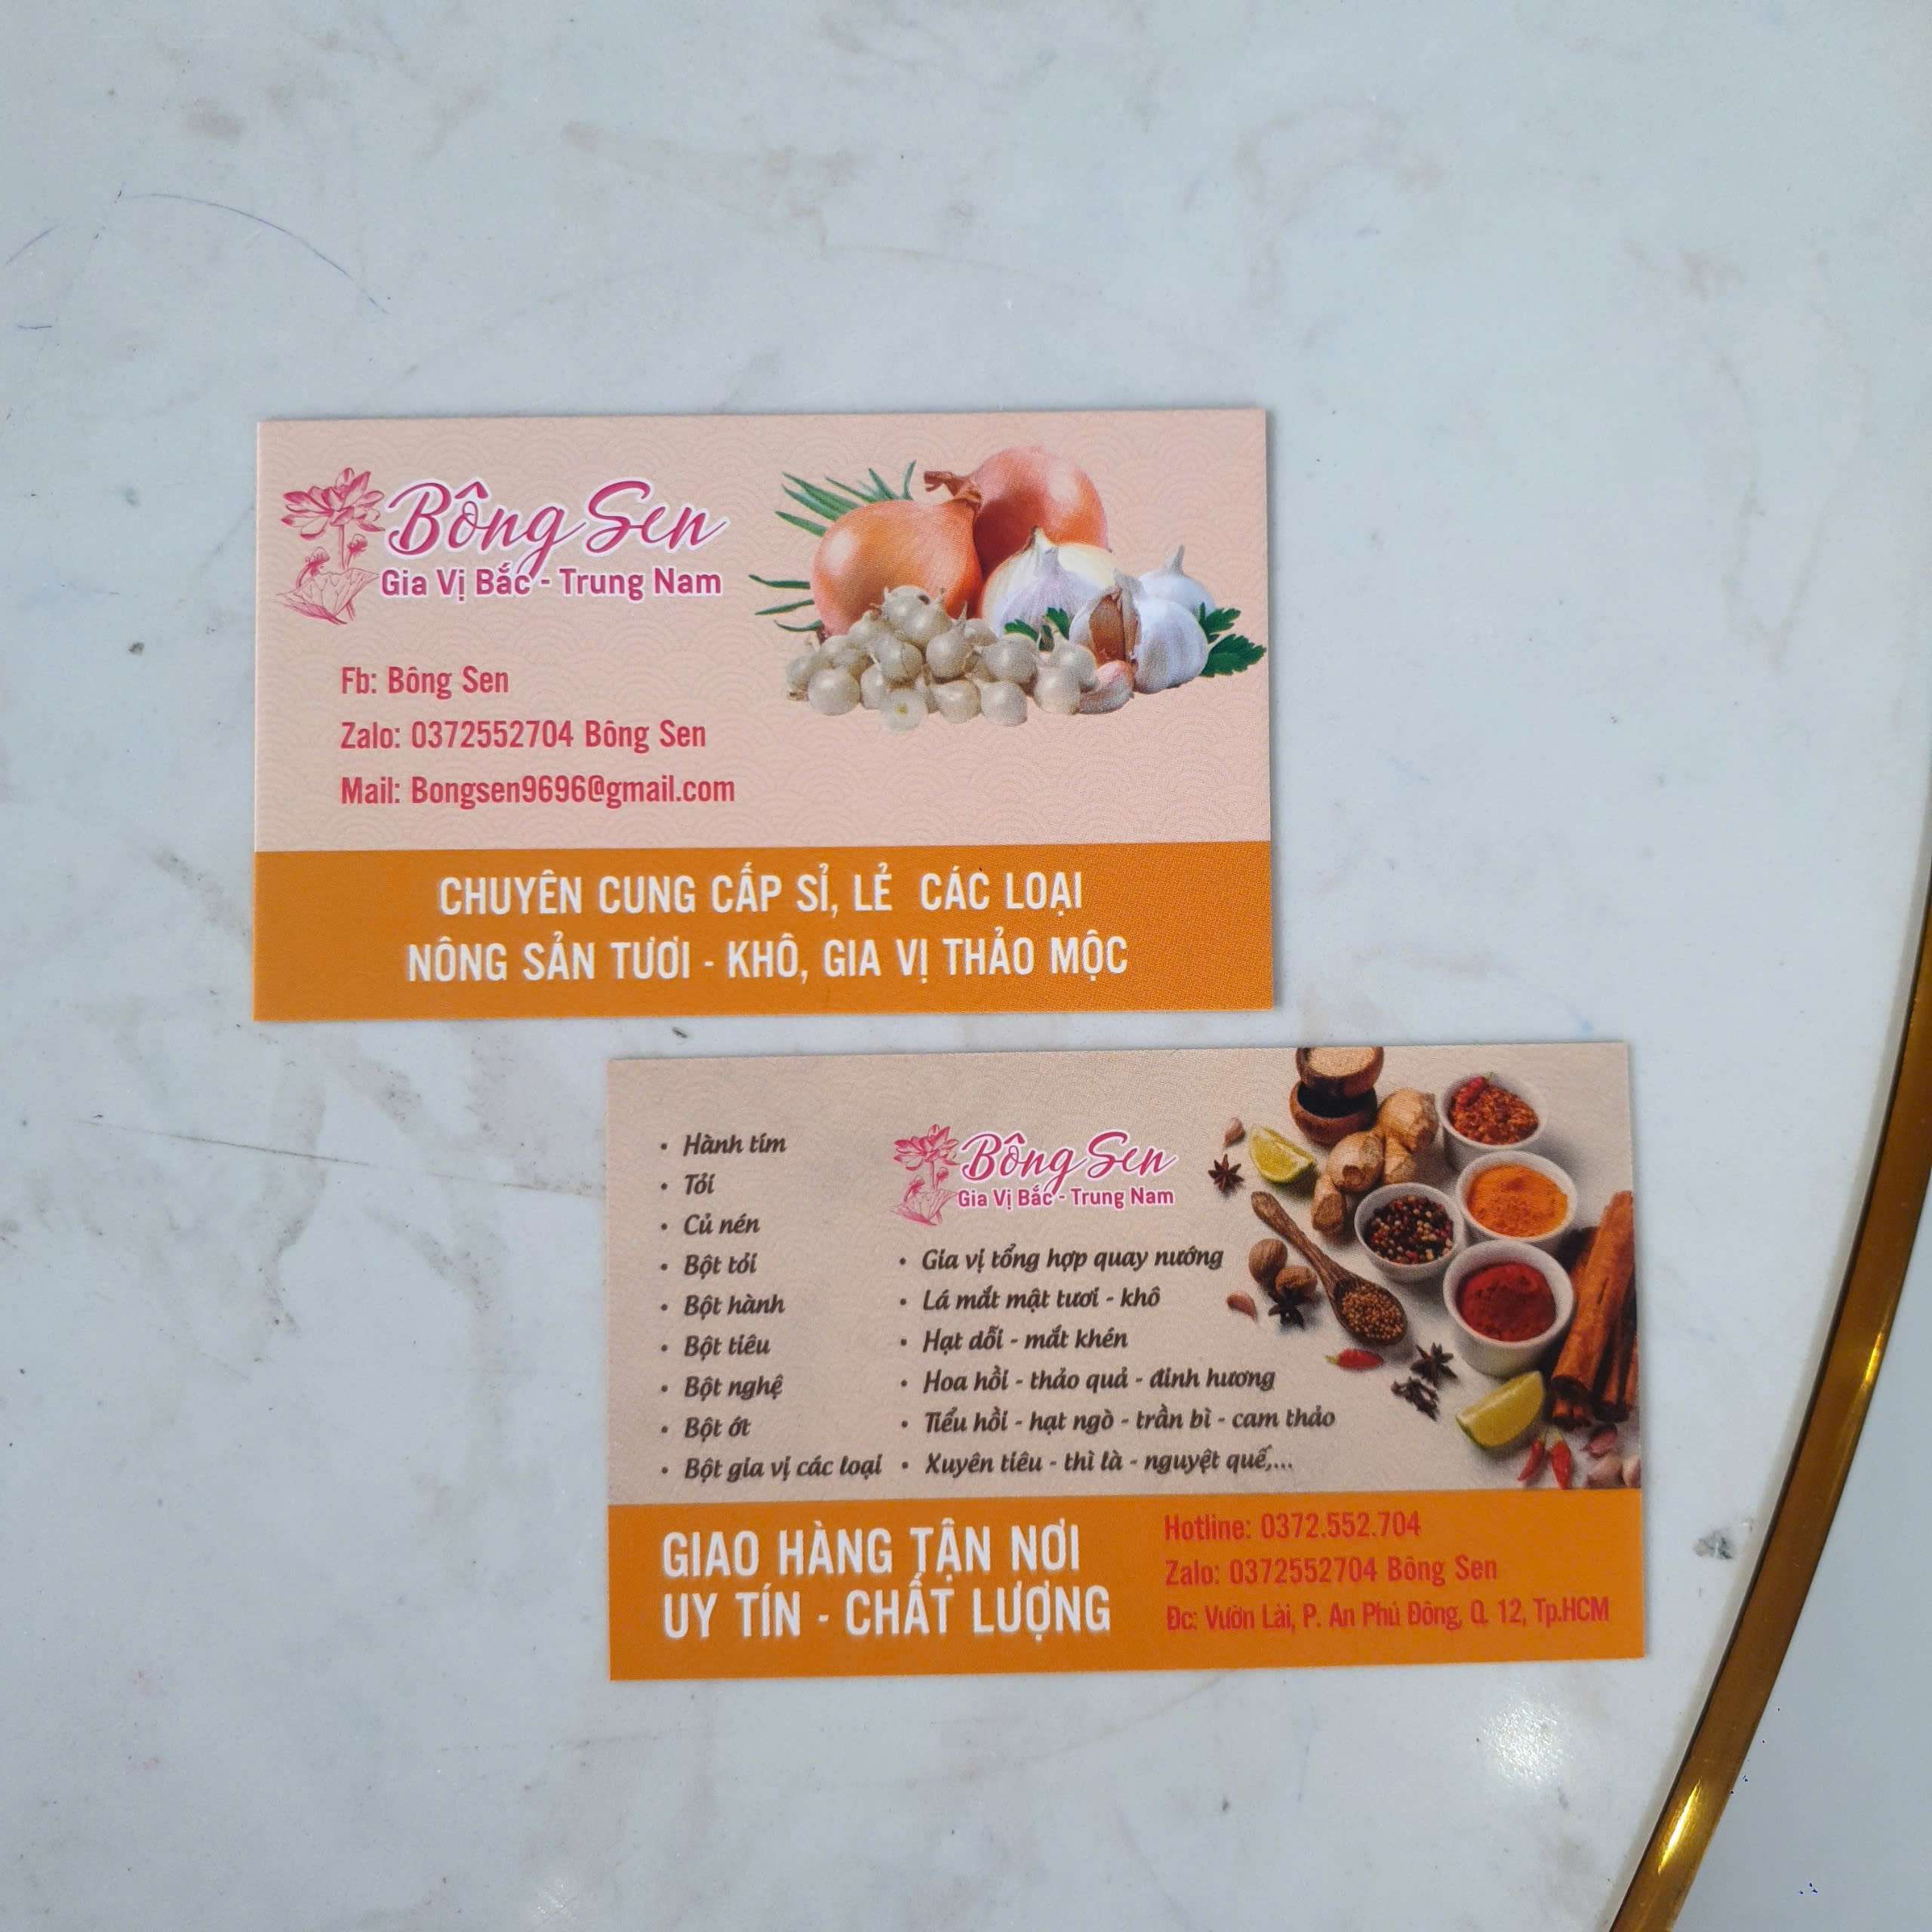 Bông Sen
Gia Vị Bắc - Trung Nam
Fb: Bông Sen
Zalo: 0372552704 Bông Sen
Mail: Bongsen9696@gmail.com
CHUYÊN CUNG CẤP SỈ, LẺ CÁC LOẠI
NÔNG SẢN TƯƠI - KHÔ, GIA VỊ THẢO MỘC
• Hành tím
• Tỏi
• Củ nén
• Bột tỏi
• Bột hành
• Bột tiêu
• Bột nghệ
• Bột ớt
• Bột gia vị các loại
Bông Sen
Gia Vị Bắc - Trung Nam
• Gia vị tổng hợp quay nướng
• Lá mắt mật tươi - khô
• Hạt dỗi - mắt khén
• Hoa hồi - thảo quả - đinh hương
• Tiểu hồi - hạt ngò - trần bì - cam thảo
• Xuyên tiêu - thì là - nguyệt quế,...
GIAO HÀNG TẬN NƠI
UY TÍN - CHẤT LƯỢNG
Hotline: 0372.552.704
Zalo: 0372552704 Bông Sen
Đc: Vườn Lài, P. An Phú Đông, Q. 12, Tp.HCM